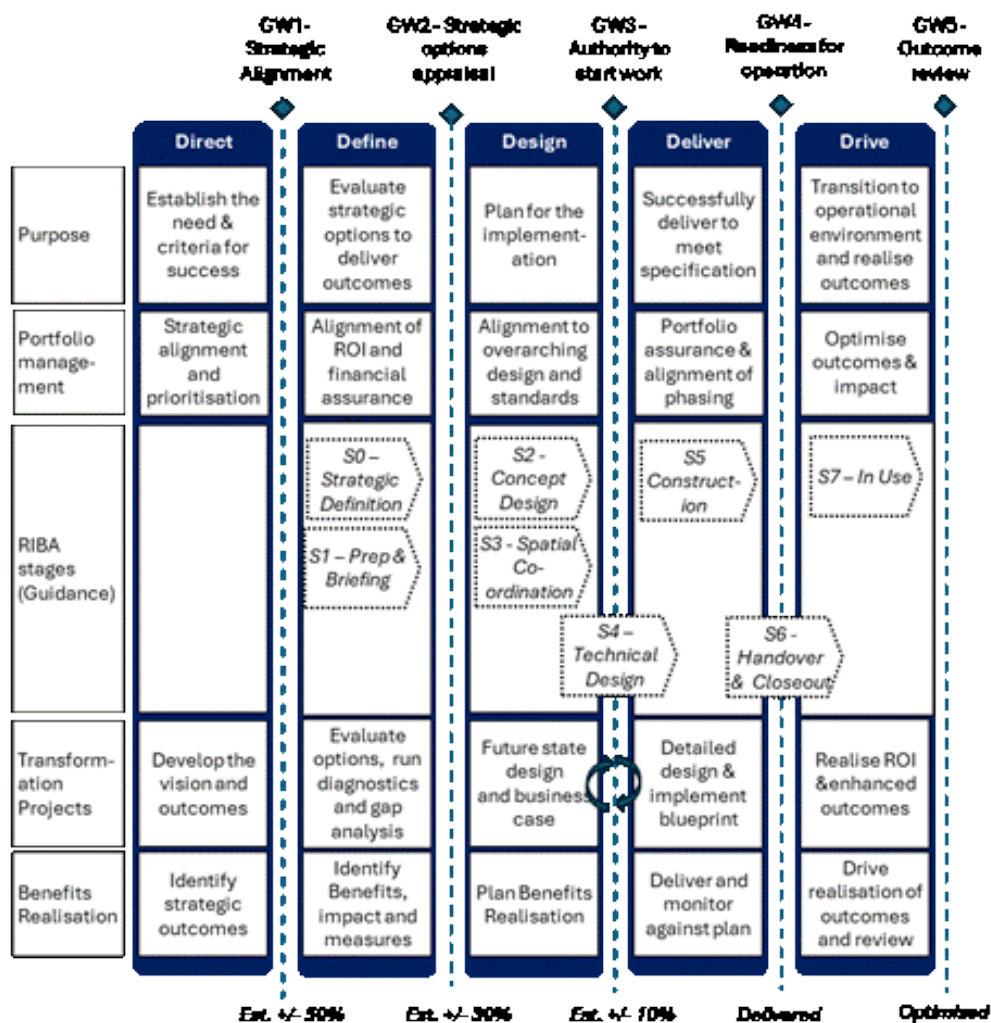 GW1-
Strategic
Alignment
GW2 - Strategic
options
appraisal
GW3 -
Authority to
start work
GW4 -
Readiness for
operation
GW5 -
Outcome
review
Direct
Define
Design
Deliver
Drive
Purpose
Establish the
need &
criteria for
success
Evaluate
strategic
options to
deliver
outcomes
Plan for the
implement-
ation
Successfully
deliver to
meet
specification
Transition to
operational
environment
and realise
outcomes
Portfolio
manage-
ment
Strategic
alignment
and
prioritisation
Alignment of
ROI and
financial
assurance
Alignment to
overarching
design and
standards
Portfolio
assurance &
alignment of
phasing
Optimise
outcomes &
impact
RIBA
stages
(Guidance)
S0 –
Strategic
Definition
S1 – Prep &
Briefing
S2 -
Concept
Design
S3 - Spatial
Co-
ordination
S4 –
Technical
Design
S5
Construct-
ion
S6 -
Handover
& Closeout
S7 – In Use
Transform-
ation
Projects
Develop the
vision and
outcomes
Evaluate
options, run
diagnostics
and gap
analysis
Future state
design
and business
case
Detailed
design &
implement
blueprint
Realise ROI
&enhanced
outcomes
Benefits
Realisation
Identify
strategic
outcomes
Identify
Benefits,
impact and
measures
Plan Benefits
Realisation
Deliver and
monitor
against plan
Drive
realisation of
outcomes
and review
Est. +/- 50%
Est. +/- 30%
Est. +/- 10%
Delivered
Optimised